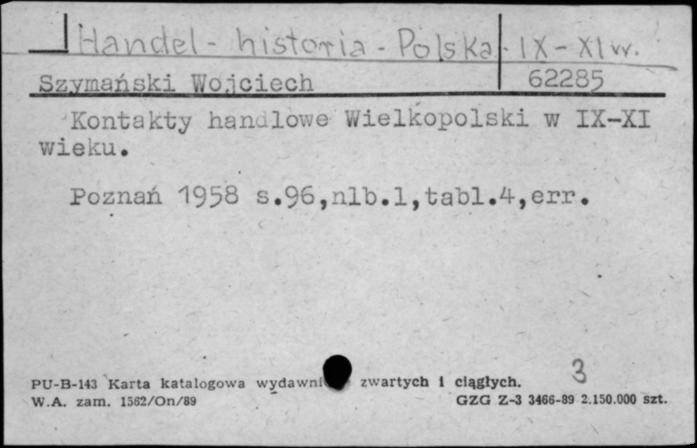 Handel - historia - Polska - IX - XI w.
Szymański Wojciech 62285
Kontakty handlowe Wielkopolski w IX-XI
wieku.
Poznań 1958 s.96,nlb.1,tabl.4,err.
3
PU-B-143 Karta katalogowa wydawni zwartych i ciągłych.
W.A. zam. 1562/On/89 GZG Z-3 3466-89 2.150.000 szt.